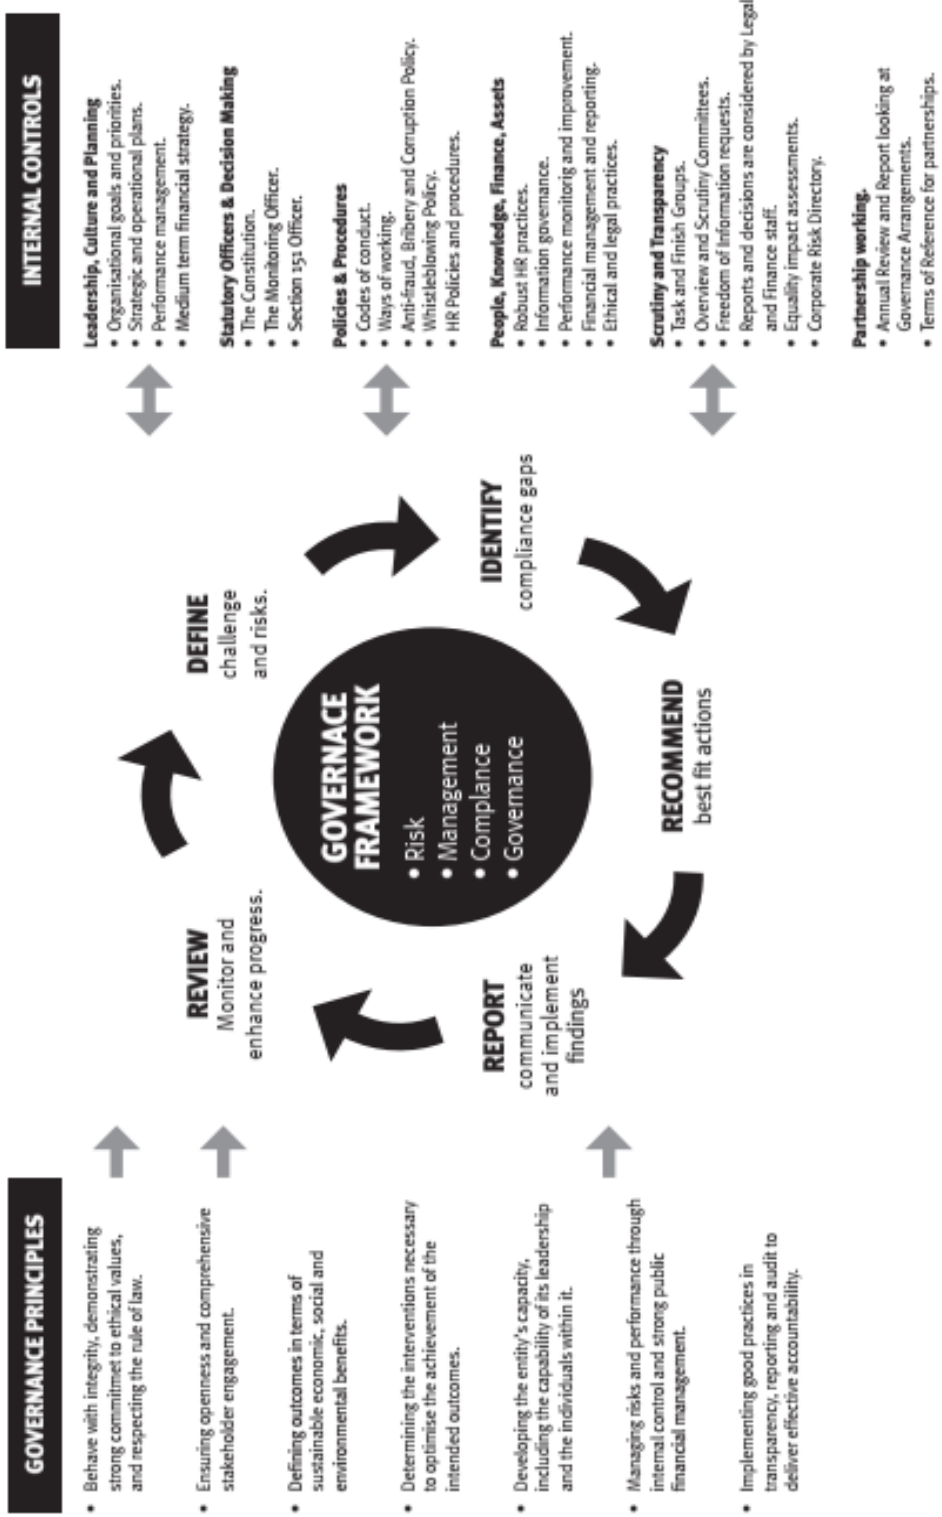 GOVERNANCE PRINCIPLES
• Behave with integrity, demonstrating
strong commitmet to ethical values,
and respecting the rule of law.
• Ensuring openness and comprehensive
stakeholder engagement.
• Defining outcomes in terms of
sustainable economic, social and
environmental benefits.
• Determining the interventions necessary
to optimise the achievement of the
intended outcomes.
• Developing the entity's capacity,
including the capability of its leadership
and the individuals within it.
• Managing risks and performance through
internal control and strong public
financial management.
• Implementing good practices in
transparency, reporting and audit to
deliver effective accountability.
REVIEW
Monitor and
enhance progress.
DEFINE
challenge
and risks.
IDENTIFY
compliance gaps
RECOMMEND
best fit actions
REPORT
communicate
and implement
findings
GOVERNACE
FRAMEWORK
• Risk
• Management
• Complance
• Governance
INTERNAL CONTROLS
Leadership, Culture and Planning
• Organisational goals and priorities.
• Strategic and operational plans.
• Performance management.
• Medium term financial strategy.
Statutory Officers & Decision Making
• The Constitution.
• The Monitoring Officer.
• Section 151 Officer.
Policies & Procedures
• Codes of conduct.
• Ways of working.
• Anti-fraud, Bribery and Corruption Policy.
• Whistleblowing Policy.
• HR Policies and procedures.
People, Knowledge, Finance, Assets
• Robust HR practices.
• Information governance.
• Performance monitorig and improvement.
• Financial management and reporting.
• Ethical and legal practices.
Scrutiny and Transparency
• Task and Finish Groups.
• Overview and Scrutiny Committees.
• Freedom of Information requests.
• Reports and decisions are considered by Legal
and Finance staff.
• Equality impact assessments.
• Corporate Risk Directory.
Partnership working.
• Annual Review and Report looking at
Governance Arrangements.
• Terms of Reference for partnerships.